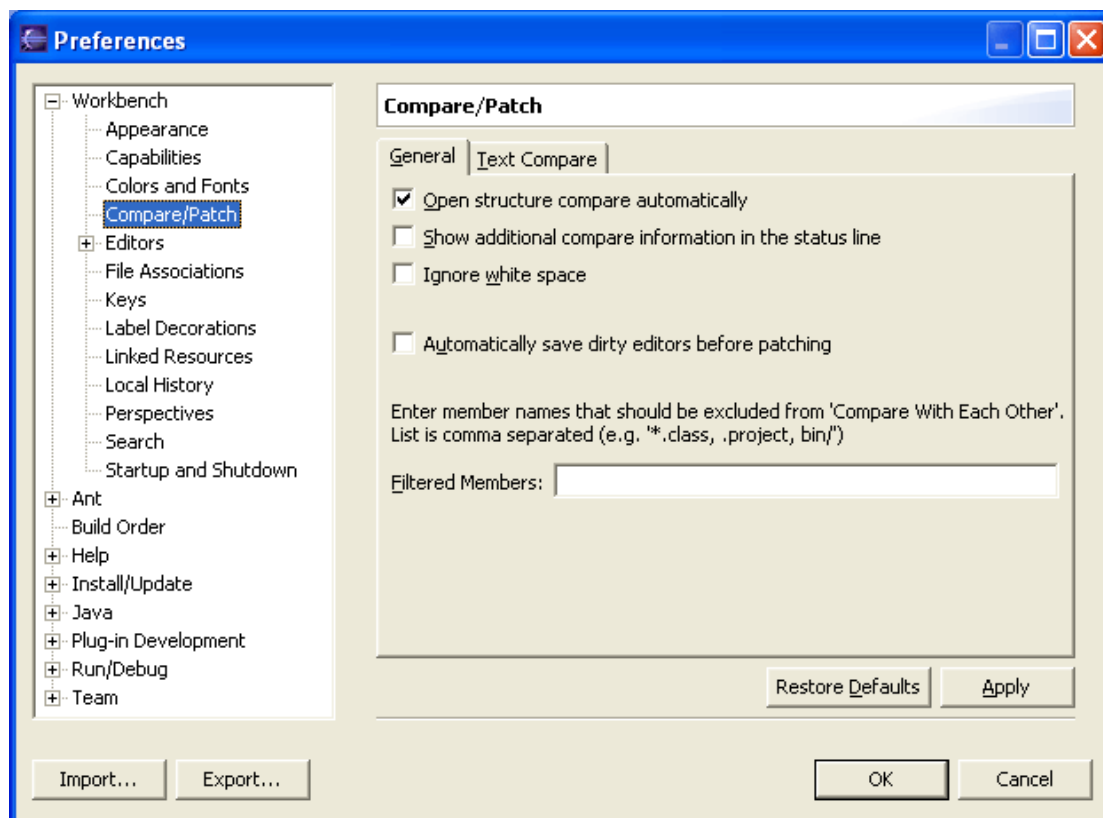 Preferences
Workbench
Appearance
Capabilities
Colors and Fonts
Compare/Patch
Editors
File Associations
Keys
Label Decorations
Linked Resources
Local History
Perspectives
Search
Startup and Shutdown
Ant
Build Order
Help
Install/Update
Java
Plug-in Development
Run/Debug
Team
Compare/Patch
General
Text Compare
Open structure compare automatically
Show additional compare information in the status line
Ignore white space
Automatically save dirty editors before patching
Enter member names that should be excluded from 'Compare With Each Other'.
List is comma separated (e.g. '*.class, .project, bin/')
Filtered Members:
Restore Defaults
Apply
Import...
Export...
OK
Cancel